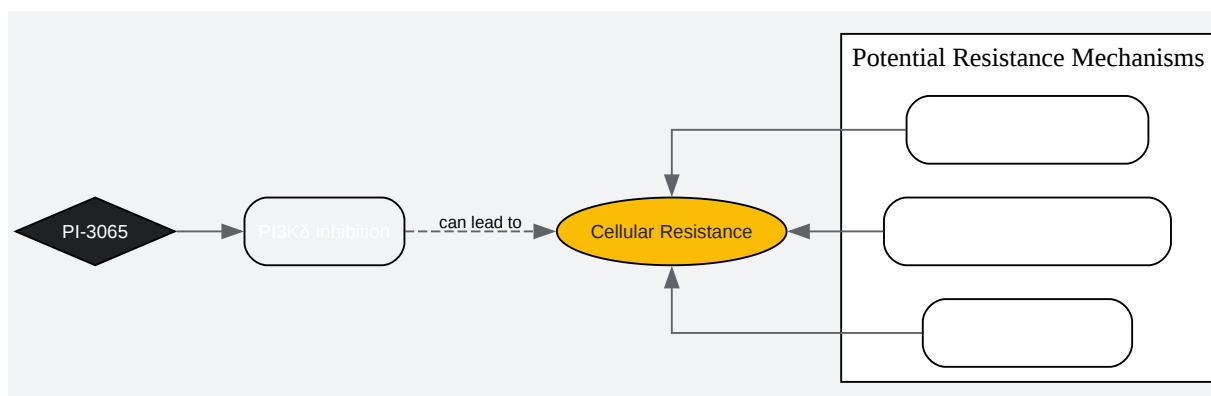 Potential Resistance Mechanisms
PI-3065
PI3Kδ Inhibition
can lead to
Cellular Resistance